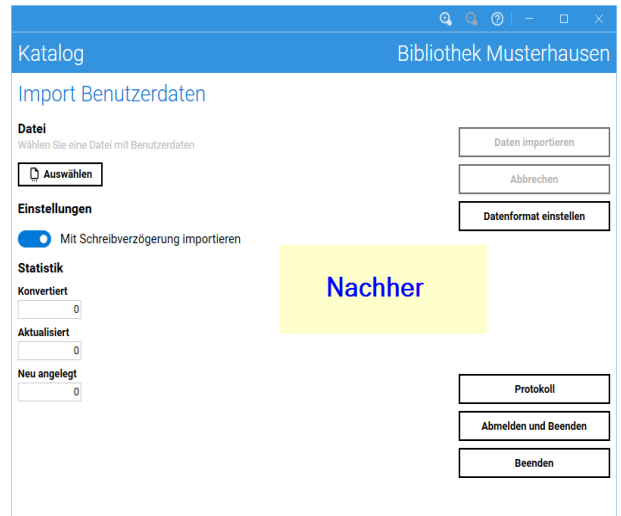 Katalog
Bibliothek Musterhausen
Import Benutzerdaten
Datei
Wählen Sie eine Datei mit Benutzerdaten
Auswählen
Einstellungen
Mit Schreibverzögerung importieren
Statistik
Konvertiert
0
Aktualisiert
0
Neu angelegt
0
Nachher
Daten importieren
Abbrechen
Datenformat einstellen
Protokoll
Abmelden und Beenden
Beenden